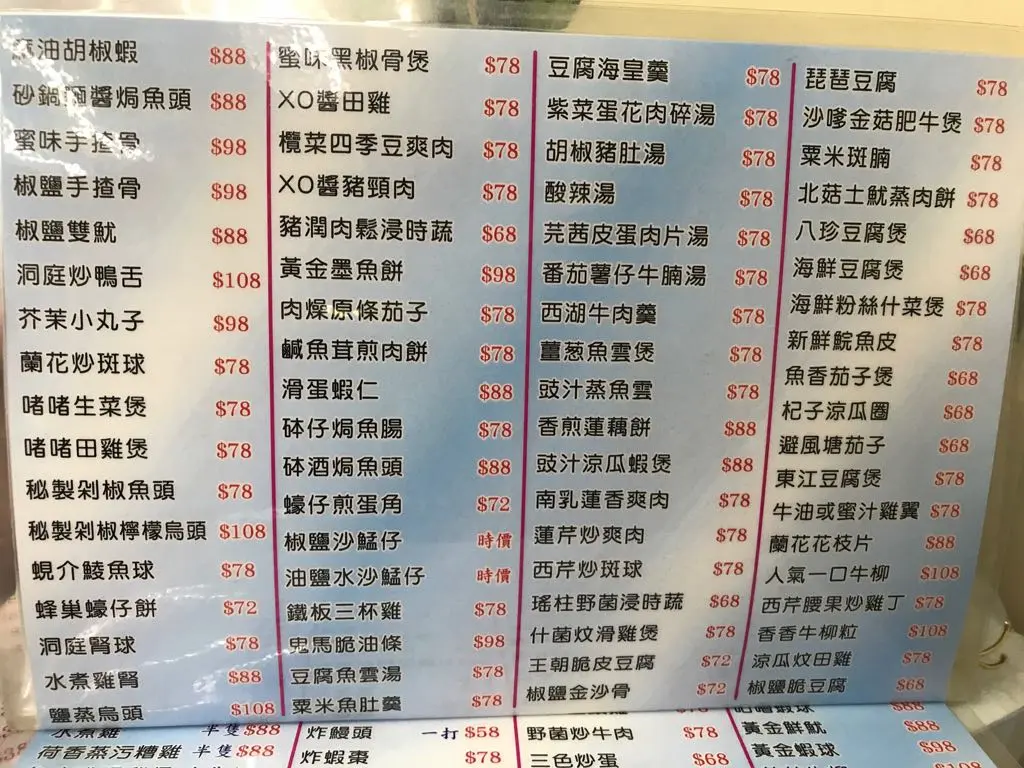 麻油胡椒蝦 $88
砂鍋麵醬焗魚頭 $88
蜜味手揸骨 $98
椒鹽手揸骨 $98
椒鹽雙魷 $88
洞庭炒鴨舌 $108
芥茉小丸子 $98
蘭花炒斑球 $78
啫啫生菜煲 $78
啫啫田雞煲 $78
秘製剁椒魚頭 $78
秘製剁椒檸檬烏頭 $108
蜆介鯪魚球 $78
蜂巢蠔仔餅 $72
洞庭腎球 $78
水煮雞腎 $88
鹽蒸烏頭 $108
蜜味黑椒骨煲 $78
XO醬田雞 $78
欖菜四季豆爽肉 $78
XO醬豬頸肉 $78
豬潤肉鬆浸時蔬 $68
黃金墨魚餅 $98
肉燥原條茄子 $78
鹹魚茸煎肉餅 $78
滑蛋蝦仁 $88
砵仔焗魚腸 $78
砵酒焗魚頭 $88
蠔仔煎蛋角 $72
椒鹽沙鯭仔 時價
油鹽水沙鯭仔 時價
鐵板三杯雞 $78
鬼馬脆油條 $98
豆腐魚雲湯 $78
粟米魚肚羹 $78
豆腐海皇羹 $78
紫菜蛋花肉碎湯 $78
胡椒豬肚湯 $78
酸辣湯 $78
芫茜皮蛋肉片湯 $78
番茄薯仔牛腩湯 $78
西湖牛肉羹 $78
薑葱魚雲煲 $78
豉汁蒸魚雲 $78
香煎蓮藕餅 $88
豉汁涼瓜蝦煲 $88
南乳蓮香爽肉 $78
蓮芹炒爽肉 $78
西芹炒斑球 $78
瑤柱野菌浸時蔬 $68
什菌炆滑雞煲 $78
王朝脆皮豆腐 $72
椒鹽金沙骨 $72
琵琶豆腐 $78
沙嗲金菇肥牛煲 $78
粟米斑腩 $78
北菇土魷蒸肉餅 $78
八珍豆腐煲 $68
海鮮豆腐煲 $68
海鮮粉絲什菜煲 $78
新鮮鯇魚皮 $78
魚香茄子煲 $68
杞子涼瓜圈 $68
避風塘茄子 $68
東江豆腐煲 $78
牛油或蜜汁雞翼 $78
蘭花花枝片 $88
人氣一口牛柳 $108
西芹腰果炒雞丁 $78
香香牛柳粒 $108
涼瓜炆田雞 $78
椒鹽脆豆腐 $68
半隻$88
荷香蒸污糟雞 半隻$88
炸饅頭 一打 $58
炸蝦棗 $78
野菌炒牛肉 $78
三色炒蛋 $68
$88
黃金鮮魷 $88
黃金蝦球 $98